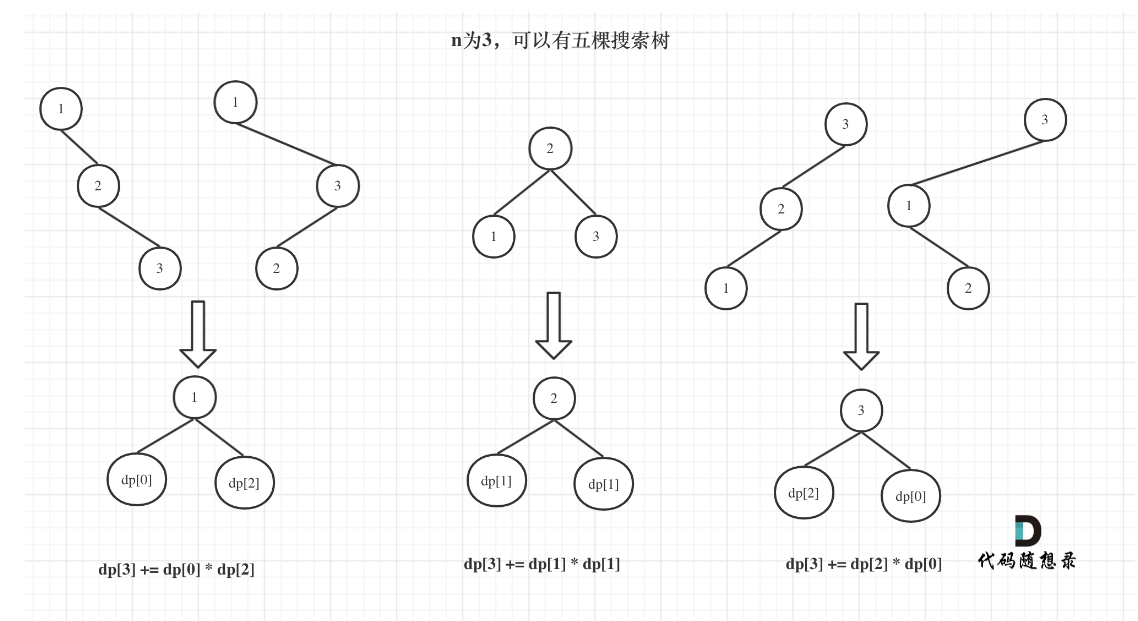 n为3，可以有五棵搜索树
1
2
3
1
3
2
2
1
3
3
2
1
3
1
2
1
dp[0]
dp[2]
dp[3] += dp[0] * dp[2]
2
dp[1]
dp[1]
dp[3] += dp[1] * dp[1]
3
dp[2]
dp[0]
dp[3] += dp[2] * dp[0]
代码随想录